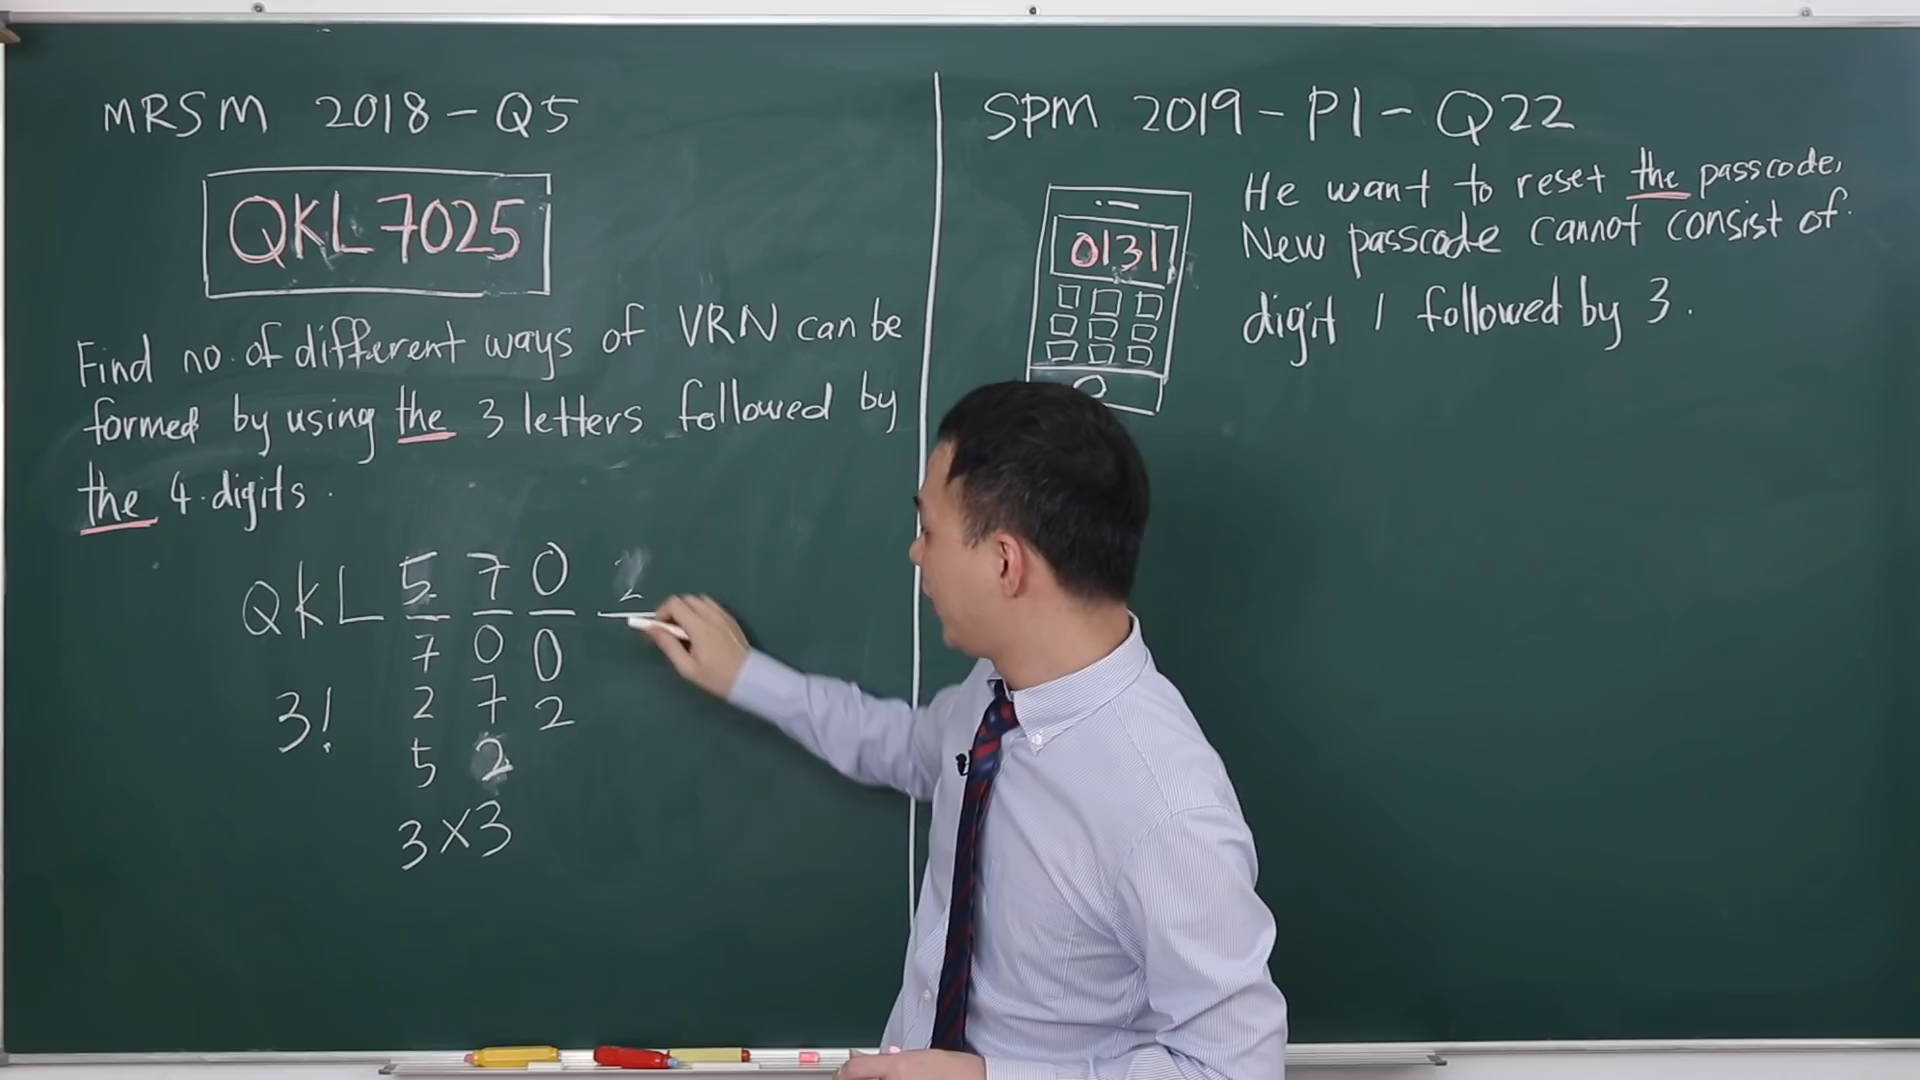 MRSM 2018 - Q5
QKL 7025
Find no. of different ways of VRN can be
formed by using the 3 letters followed by
the 4 digits.
QKL 5 7 0 2
7 0 0
3! 2 7 2
5 2
3×3
SPM 2019 - P1 - Q22
0131
He want to reset the passcode.
New passcode cannot consist of
digit 1 followed by 3.